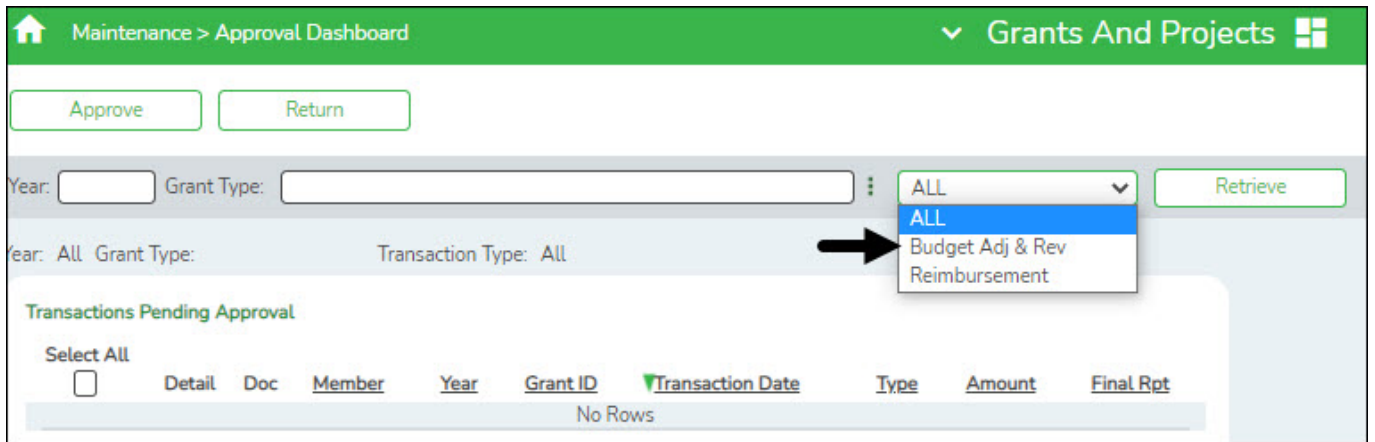 Maintenance > Approval Dashboard Grants And Projects
Approve Return
Year: Grant Type: ALL Retrieve
ALL
Budget Adj & Rev
Reimbursement
Year: All Grant Type: Transaction Type: All
Transactions Pending Approval
Select All
Detail Doc Member Year Grant ID Transaction Date Type Amount Final Rpt
No Rows